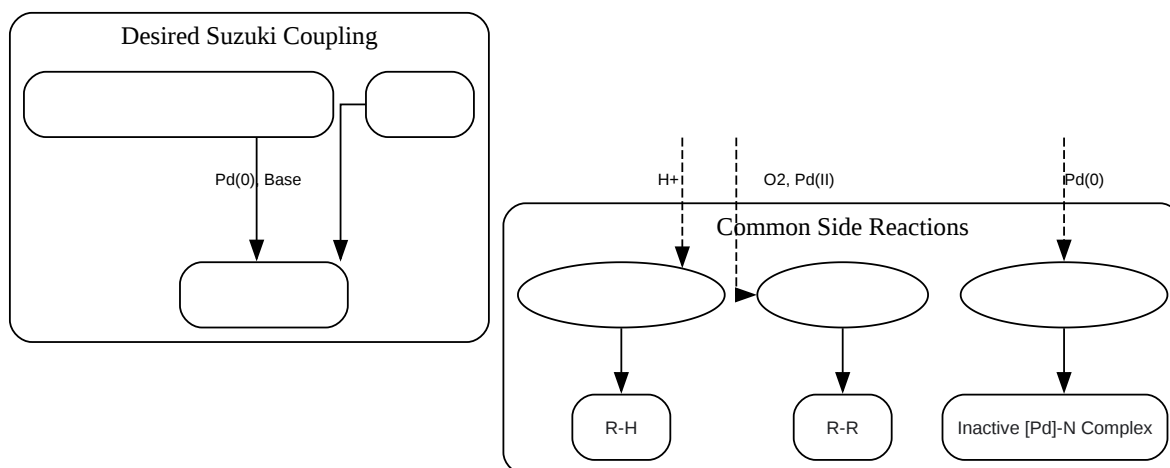 Desired Suzuki Coupling
Pd(0), Base
H+
O2, Pd(II)
Pd(0)
Common Side Reactions
R-H
R-R
Inactive [Pd]-N Complex